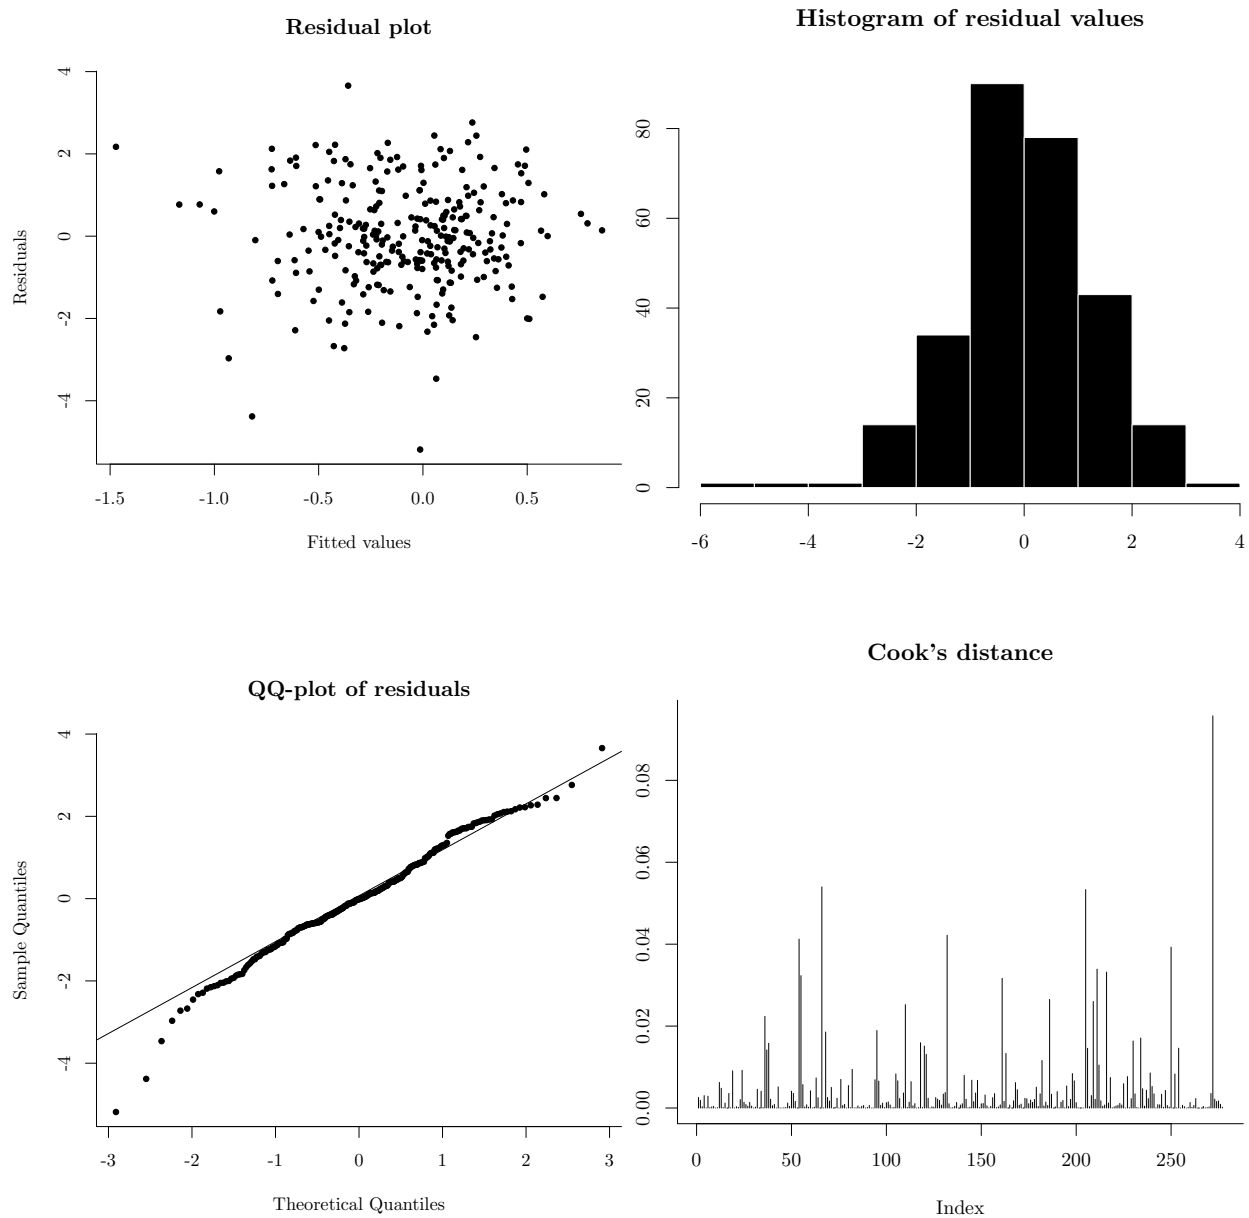 Residual plot
4
2
0
-2
-4
Residuals
-1.5 -1.0 -0.5 0.0 0.5
Fitted values
Histogram of residual values
80
60
40
20
0
-6 -4 -2 0 2 4
QQ-plot of residuals
4
2
0
-2
-4
Sample Quantiles
-3 -2 -1 0 1 2 3
Theoretical Quantiles
Cook's distance
0.08
0.06
0.04
0.02
0.00
0 50 100 150 200 250
Index